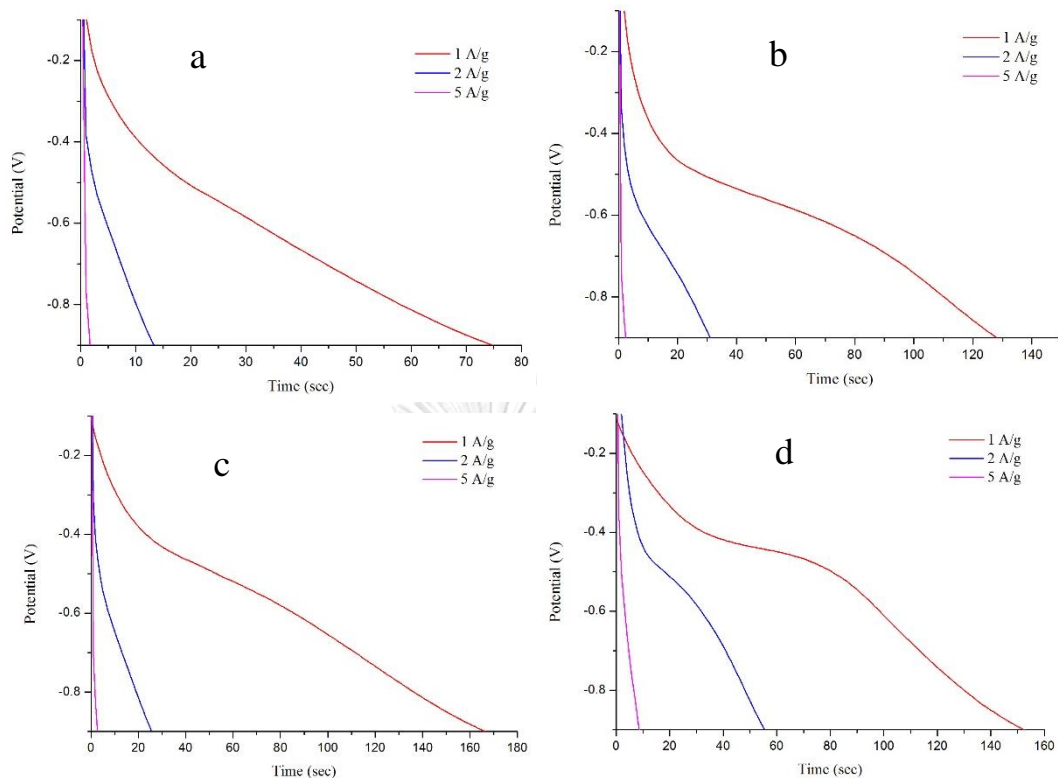 a
1 A/g
2 A/g
5 A/g
-0.2
-0.4
-0.6
-0.8
Potential (V)
0 10 20 30 40 50 60 70 80
Time (sec)
b
1 A/g
2 A/g
5 A/g
-0.2
-0.4
-0.6
-0.8
Potential (V)
0 20 40 60 80 100 120 140
Time (sec)
c
1 A/g
2 A/g
5 A/g
-0.2
-0.4
-0.6
-0.8
Potential (V)
0 20 40 60 80 100 120 140 160 180
Time (sec)
d
1 A/g
2 A/g
5 A/g
-0.2
-0.4
-0.6
-0.8
Potential (V)
0 20 40 60 80 100 120 140 160
Time (sec)